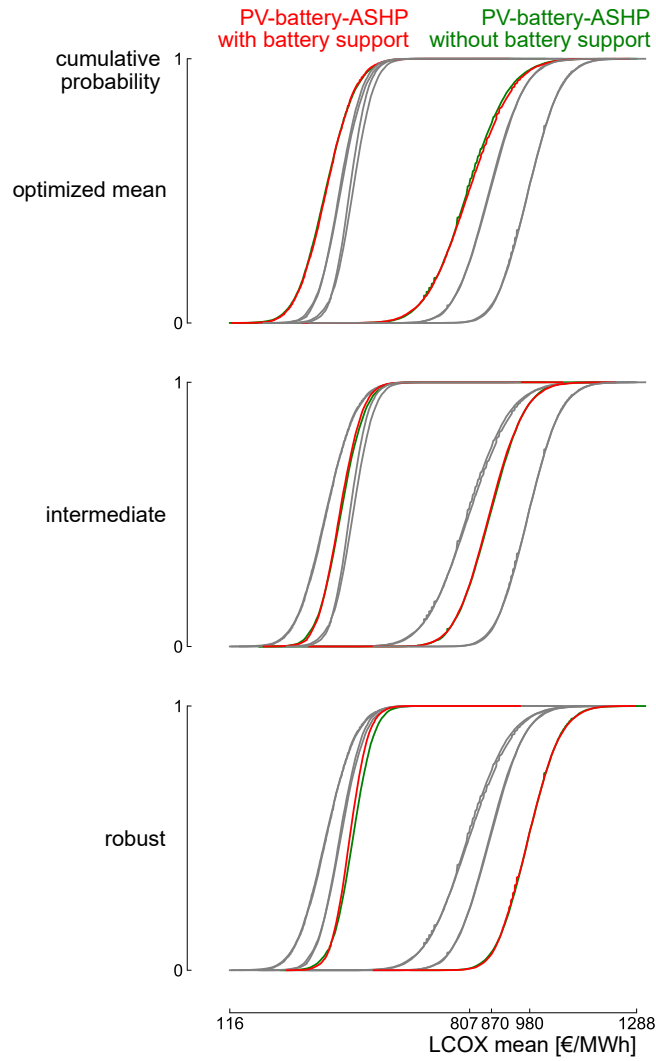 PV-battery-ASHP
with battery support
PV-battery-ASHP
without battery support
cumulative
probability
1
optimized mean
0
1
intermediate
0
1
robust
0
116
807
870
980
1288
LCOX mean [€/MWh]